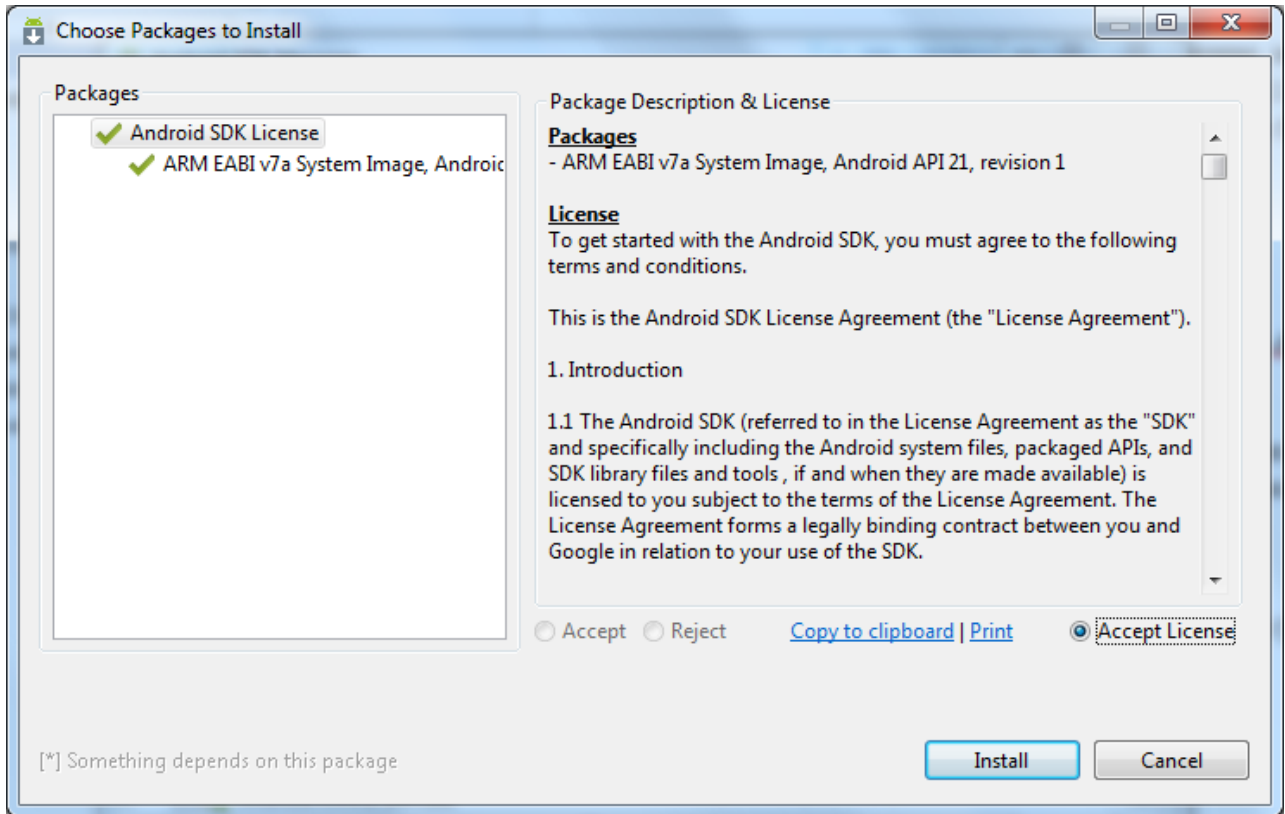 Choose Packages to Install
Packages
Android SDK License
ARM EABI v7a System Image, Android
Package Description & License
Packages
- ARM EABI v7a System Image, Android API 21, revision 1
License
To get started with the Android SDK, you must agree to the following
terms and conditions.
This is the Android SDK License Agreement (the "License Agreement").
1. Introduction
1.1 The Android SDK (referred to in the License Agreement as the "SDK"
and specifically including the Android system files, packaged APIs, and
SDK library files and tools , if and when they are made available) is
licensed to you subject to the terms of the License Agreement. The
License Agreement forms a legally binding contract between you and
Google in relation to your use of the SDK.
Accept Reject Copy to clipboard | Print Accept License
[*] Something depends on this package
Install Cancel